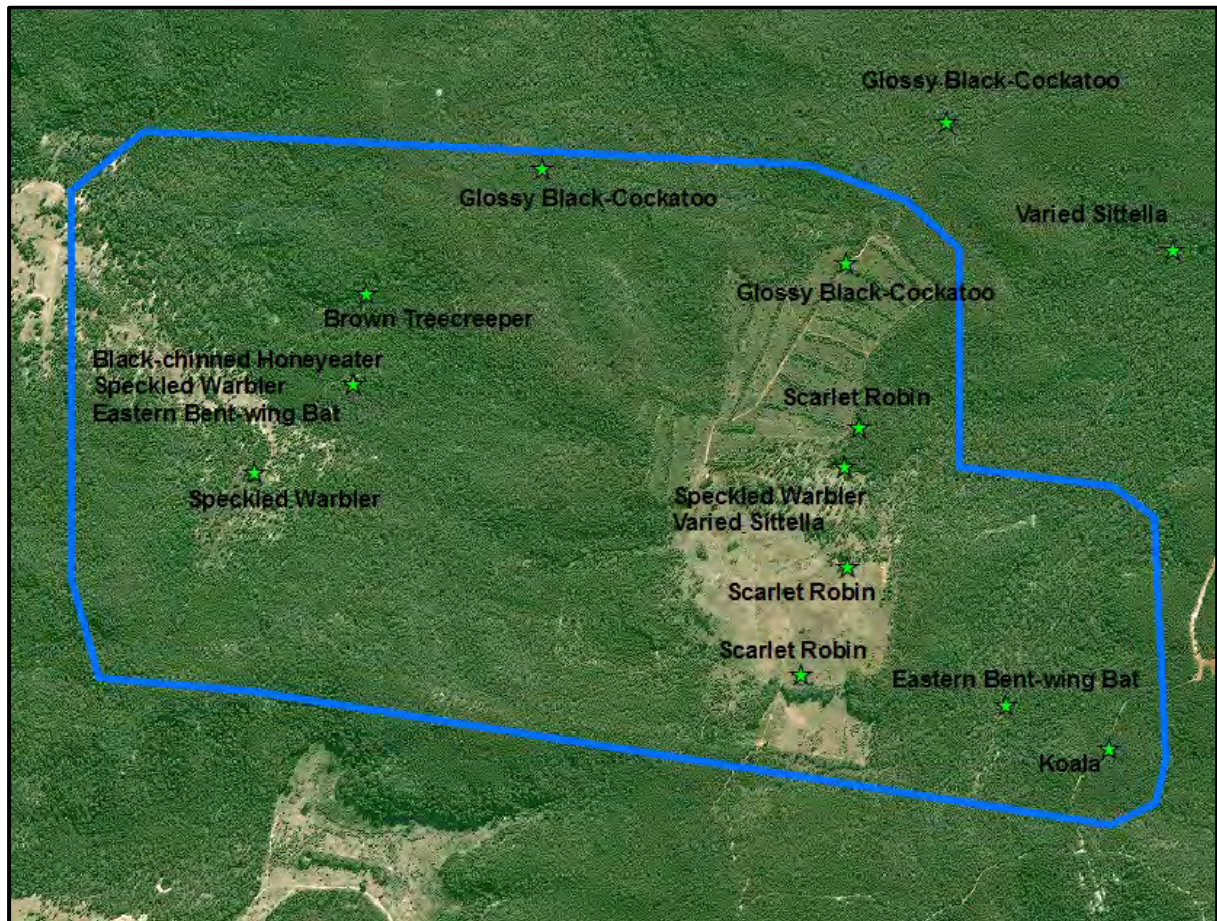 Glossy Black-Cockatoo
Glossy Black-Cockatoo
Varied Sittella
Glossy Black-Cockatoo
Brown Treecreeper
Black-chinned Honeyeater
Speckled Warbler
Eastern Bent-wing Bat
Scarlet Robin
Speckled Warbler
Speckled Warbler
Varied Sittella
Scarlet Robin
Scarlet Robin
Eastern Bent-wing Bat
Koala